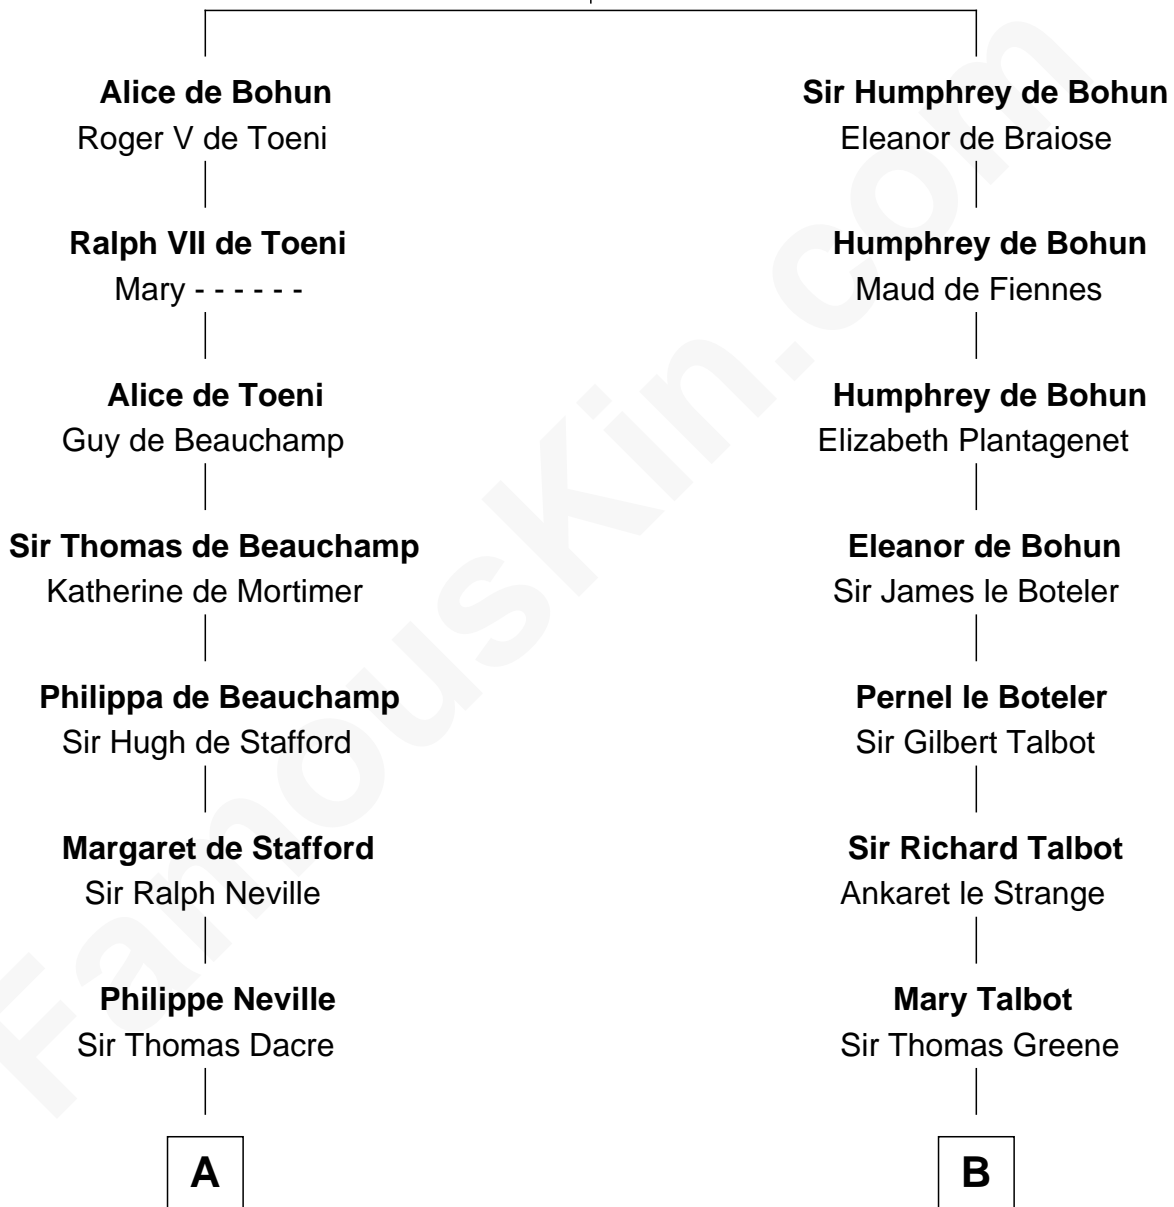 Alice de Bohun
Roger V de Toeni
Ralph VII de Toeni
Mary - - - - - -
Alice de Toeni
Guy de Beauchamp
Sir Thomas de Beauchamp
Katherine de Mortimer
Philippa de Beauchamp
Sir Hugh de Stafford
Margaret de Stafford
Sir Ralph Neville
Philippe Neville
Sir Thomas Dacre
A
Sir Humphrey de Bohun
Eleanor de Braiose
Humphrey de Bohun
Maud de Fiennes
Humphrey de Bohun
Elizabeth Plantagenet
Eleanor de Bohun
Sir James le Boteler
Pernel le Boteler
Sir Gilbert Talbot
Sir Richard Talbot
Ankaret le Strange
Mary Talbot
Sir Thomas Greene
B
FamousKin.com